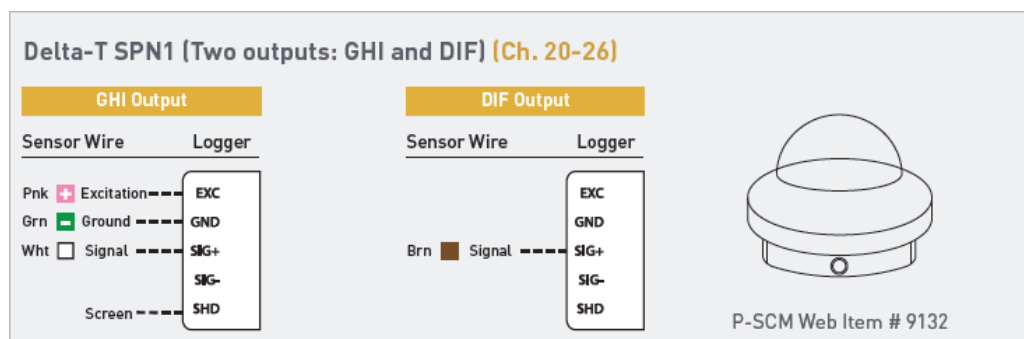 Delta-T SPN1 (Two outputs: GHI and DIF) (Ch. 20-26)
GHI Output
Sensor Wire Logger
Pnk + Excitation EXC
Grn - Ground GND
Wht Signal SIG+
SIG-
Screen SHD
DIF Output
Sensor Wire Logger
EXC
GND
Brn Signal SIG+
SIG-
SHD
P-SCM Web Item # 9132